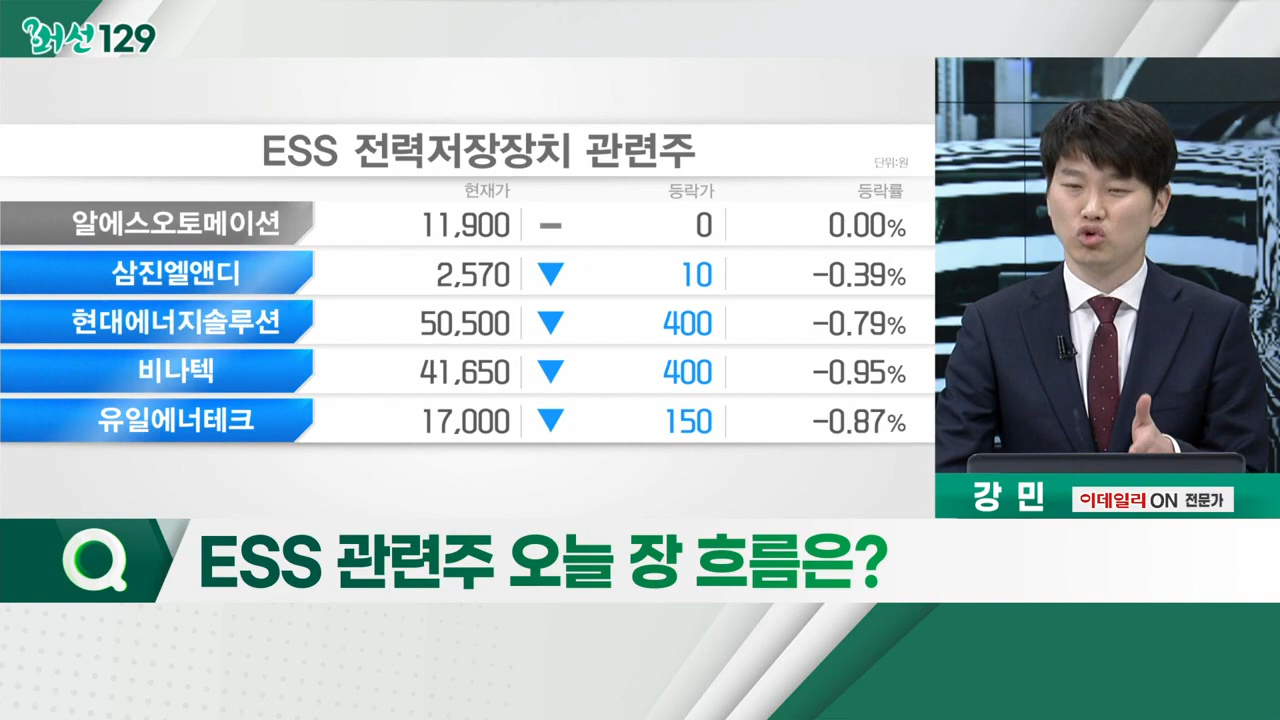 머선129
ESS 전력저장장치 관련주
단위:원
현재가 등락가 등락률
알에스오토메이션 11,900 ━ 0 0.00%
삼진엘앤디 2,570 ▼ 10 -0.39%
현대에너지솔루션 50,500 ▼ 400 -0.79%
비나텍 41,650 ▼ 400 -0.95%
유일에너테크 17,000 ▼ 150 -0.87%
강 민 이데일리ON 전문가
Q ESS 관련주 오늘 장 흐름은?